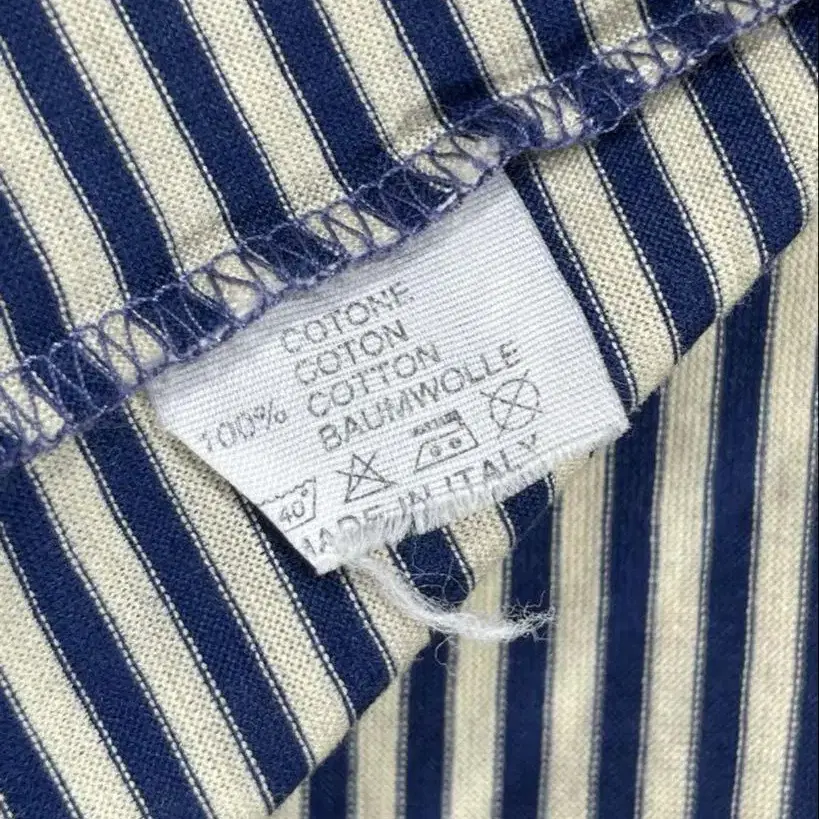 COTONE
COTON
100% COTTON
BAUMWOLLE
40°
MADE IN ITALY